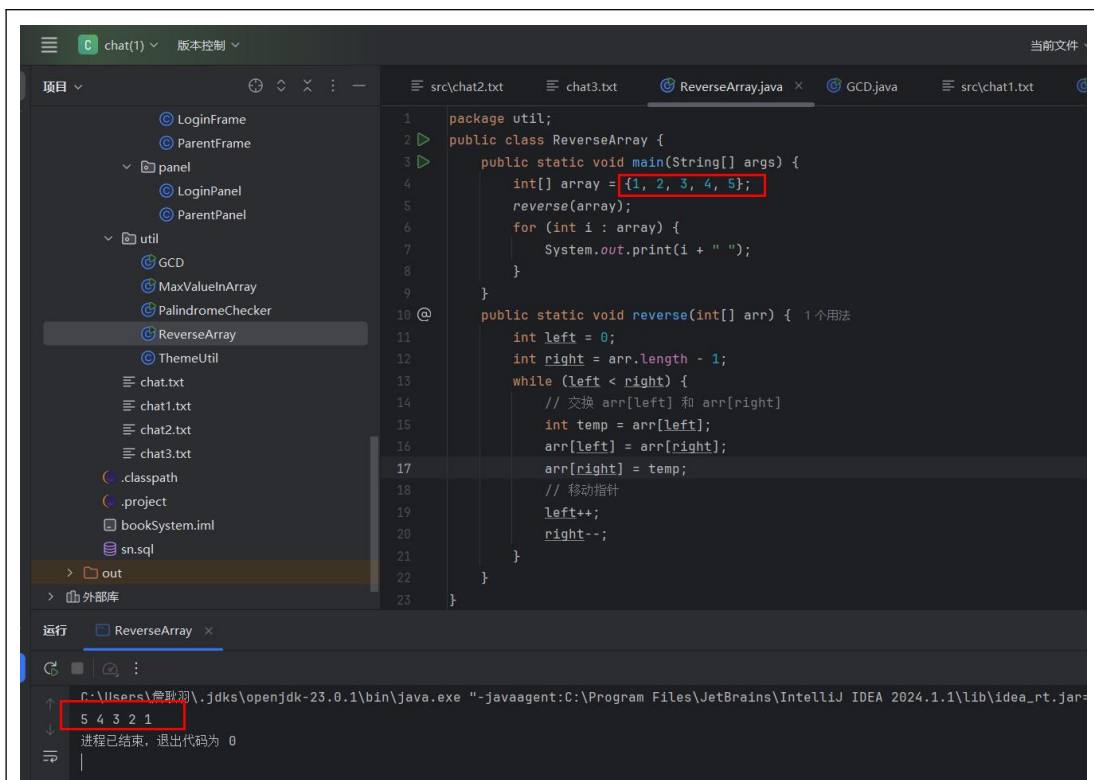 chat(1) 版本控制 当前文件
项目
src\chat2.txt chat3.txt ReverseArray.java GCD.java src\chat1.txt
LoginFrame
ParentFrame
panel
LoginPanel
ParentPanel
util
GCD
MaxValueInArray
PalindromeChecker
ReverseArray
ThemeUtil
chat.txt
chat1.txt
chat2.txt
chat3.txt
.classpath
.project
bookSystem.iml
sn.sql
out
外部库
1 package util;
2 public class ReverseArray {
3 public static void main(String[] args) {
4 int[] array = {1, 2, 3, 4, 5};
5 reverse(array);
6 for (int i : array) {
7 System.out.print(i + " ");
8 }
9 }
10 @ public static void reverse(int[] arr) { 1个用法
11 int left = 0;
12 int right = arr.length - 1;
13 while (left < right) {
14 // 交换 arr[left] 和 arr[right]
15 int temp = arr[left];
16 arr[left] = arr[right];
17 arr[right] = temp;
18 // 移动指针
19 left++;
20 right--;
21 }
22 }
23 }
运行 ReverseArray
C:\Users\詹耿羽\.jdks\openjdk-23.0.1\bin\java.exe "-javaagent:C:\Program Files\JetBrains\IntelliJ IDEA 2024.1.1\lib\idea_rt.jar=
5 4 3 2 1
进程已结束，退出代码为 0